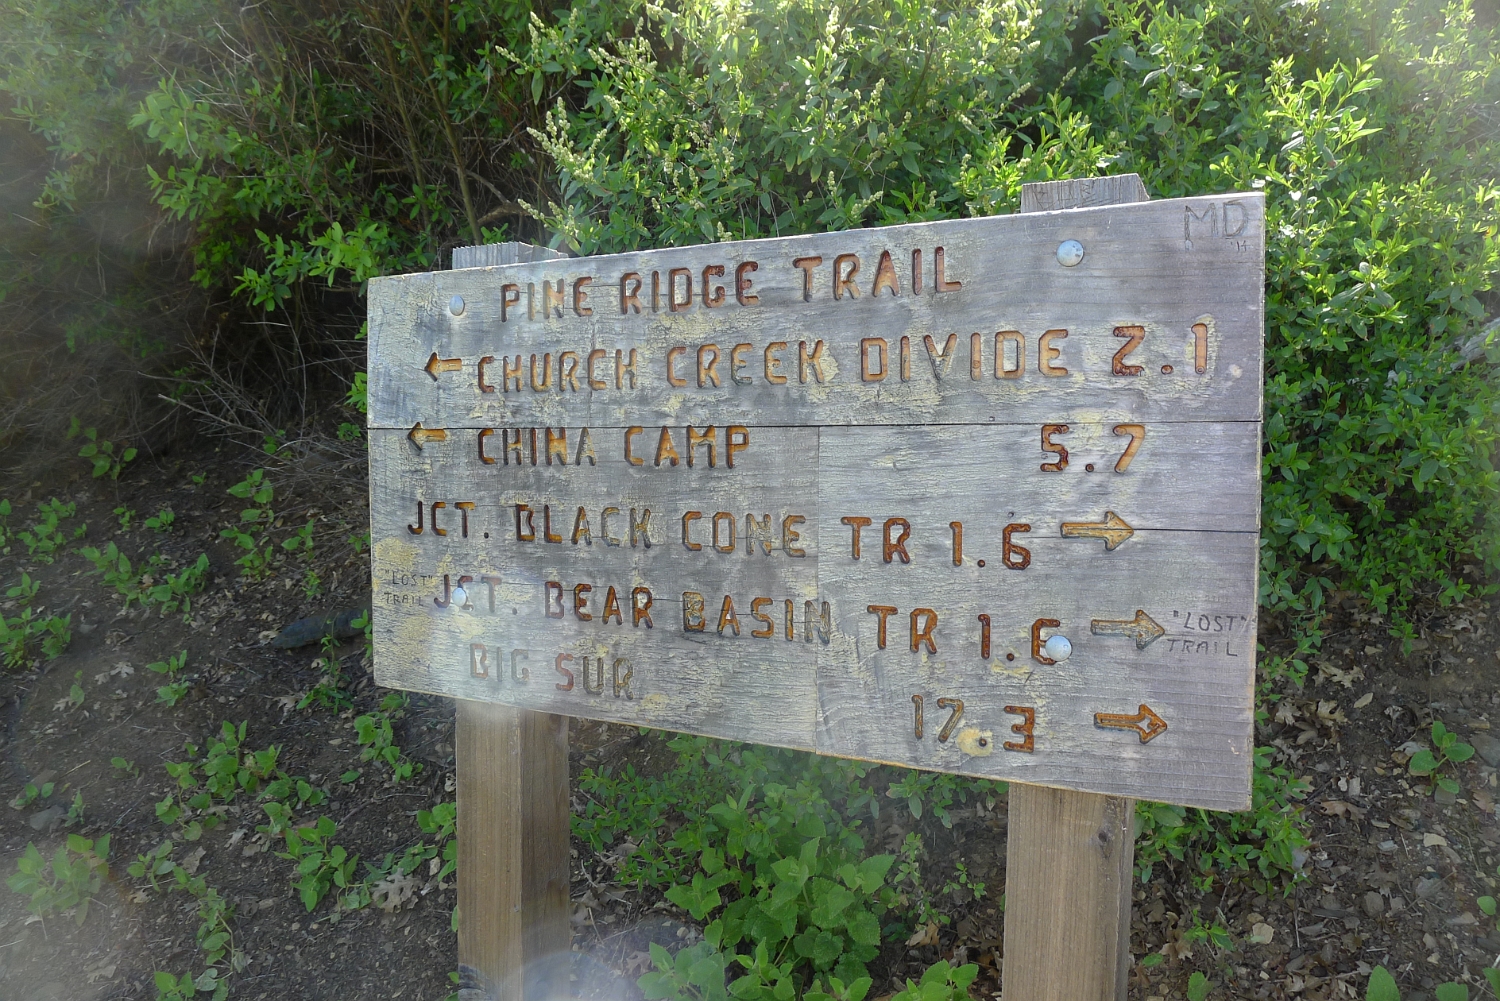 MD
'14
PINE RIDGE TRAIL
← CHURCH CREEK DIVIDE 2.1
← CHINA CAMP 5.7
JCT. BLACK CONE TR 1.6 →
"LOST" TRAIL JCT. BEAR BASIN TR 1.6 → "LOST" TRAIL
BIG SUR 17.3 →